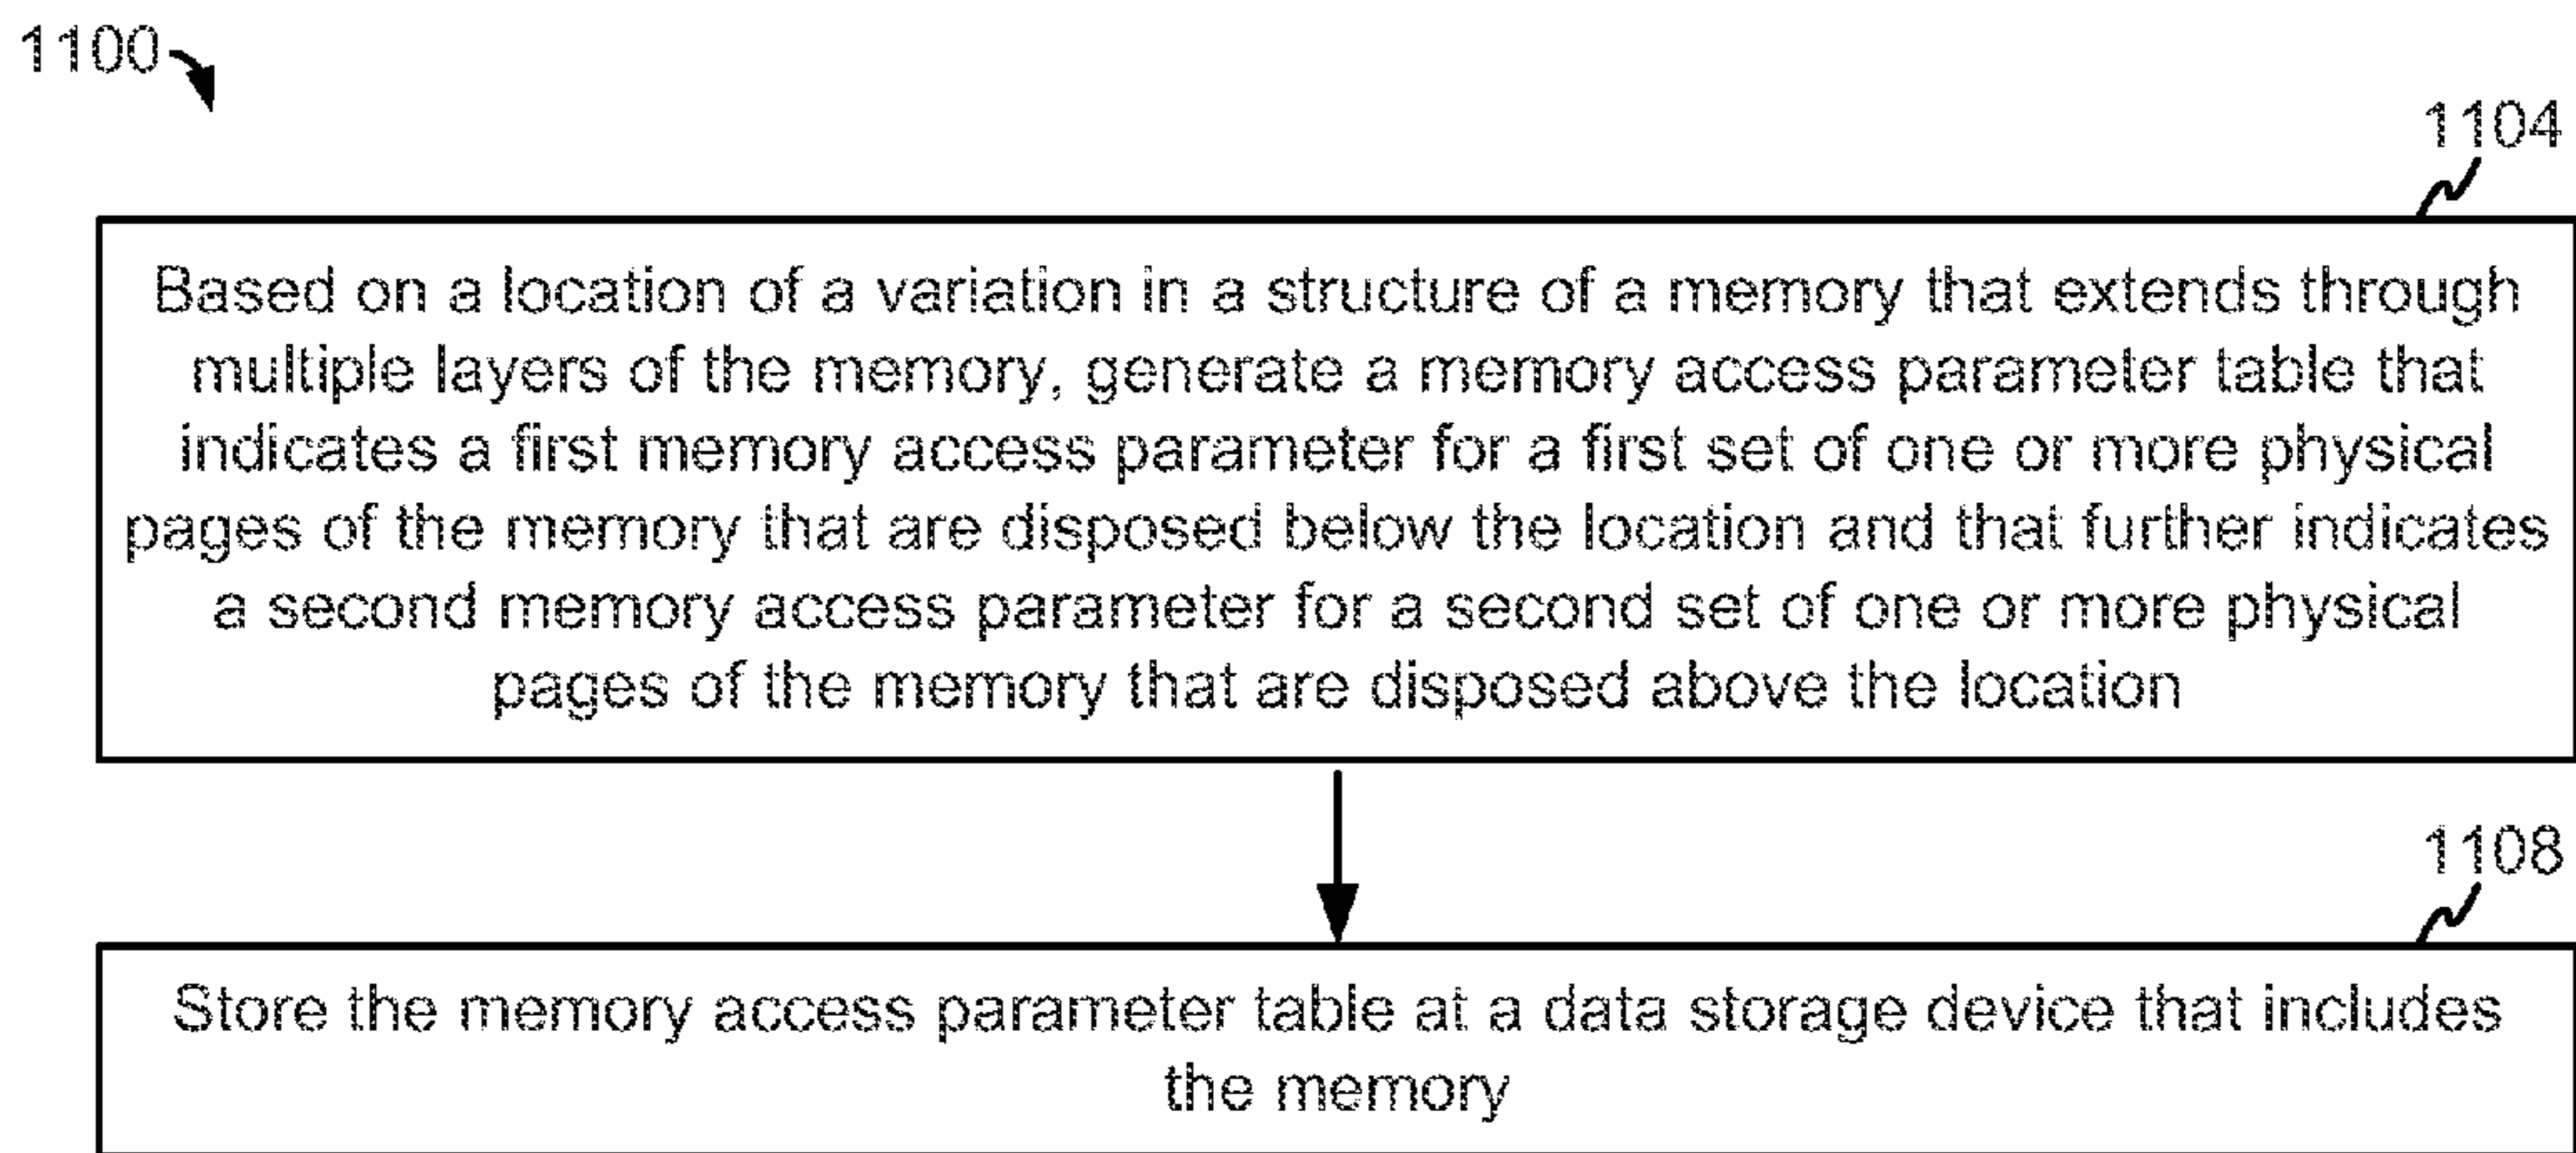 1100
1104
Based on a location of a variation in a structure of a memory that extends through
multiple layers of the memory, generate a memory access parameter table that
indicates a first memory access parameter for a first set of one or more physical
pages of the memory that are disposed below the location and that further indicates
a second memory access parameter for a second set of one or more physical
pages of the memory that are disposed above the location
1108
Store the memory access parameter table at a data storage device that includes
the memory